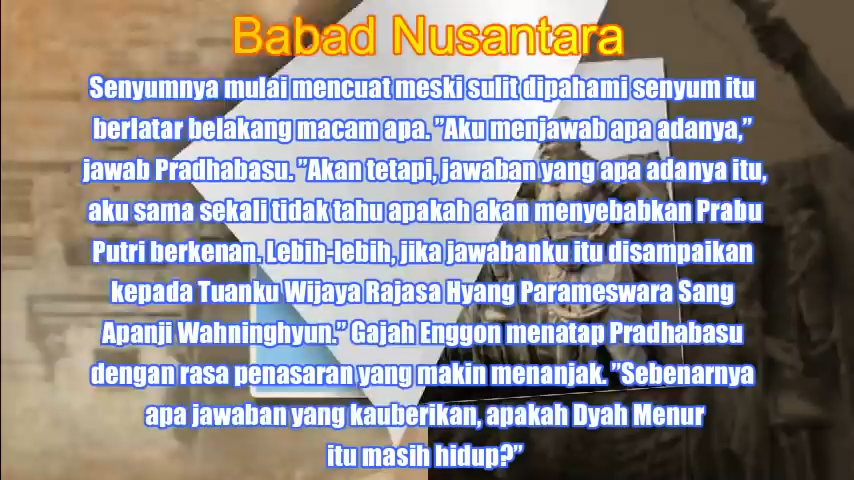 Babad Nusantara
Senyumnya mulai mencuat meski sulit dipahami senyum itu
berlatar belakang macam apa. ”Aku menjawab apa adanya,”
jawab Pradhabasu. ”Akan tetapi, jawaban yang apa adanya itu,
aku sama sekali tidak tahu apakah akan menyebabkan Prabu
Putri berkenan. Lebih-lebih, jika jawabanku itu disampaikan
kepada Tuanku Wijaya Rajasa Hyang Parameswara Sang
Apanji Wahninghyun.” Gajah Enggon menatap Pradhabasu
dengan rasa penasaran yang makin menanjak. ”Sebenarnya
apa jawaban yang kauberikan, apakah Dyah Menur
itu masih hidup?”